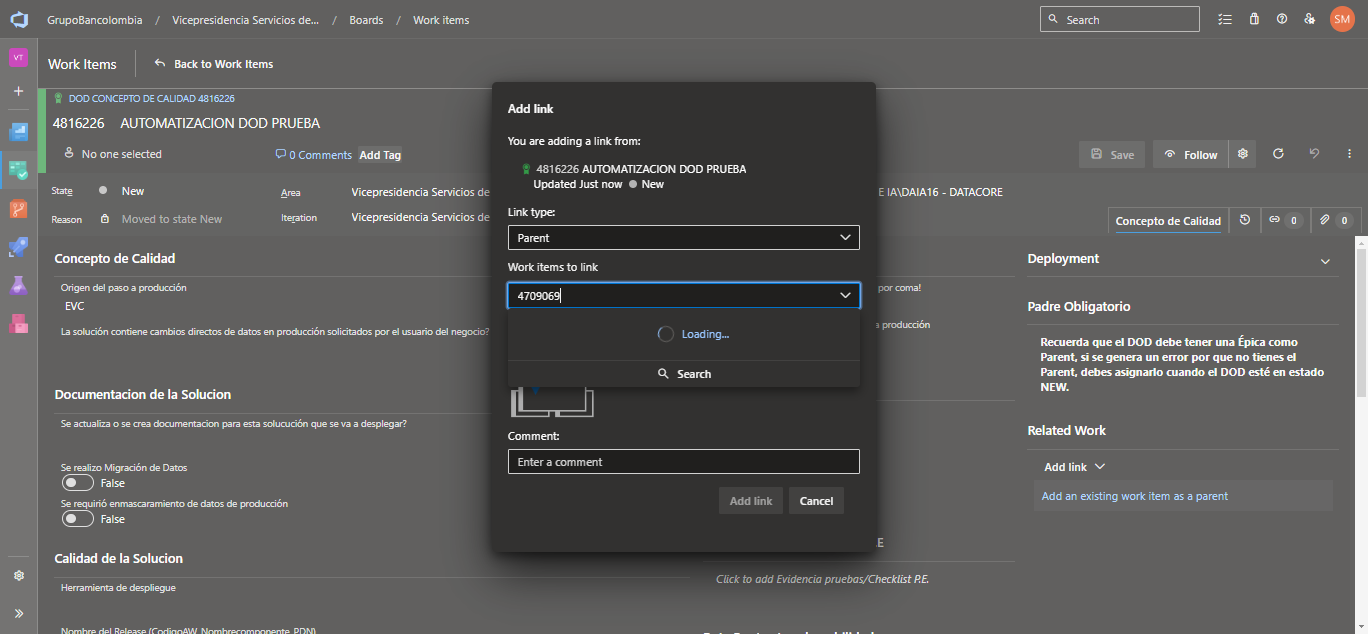 GrupoBancolombia / Vicepresidencia Servicios de... / Boards / Work items
Search
SM
VT
Work Items
Back to Work Items
DOD CONCEPTO DE CALIDAD 4816226
4816226 AUTOMATIZACION DOD PRUEBA
No one selected
0 Comments
Add Tag
Save
Follow
State
New
Area
Vicepresidencia Servicios de
E IA\DAIA16 - DATACORE
Reason
Moved to state New
Iteration
Vicepresidencia Servicios de
Concepto de Calidad
0
0
Concepto de Calidad
Origen del paso a producción
EVC
La solución contiene cambios directos de datos en producción solicitados por el usuario del negocio?
Documentacion de la Solucion
Se actualiza o se crea documentacion para esta solucución que se va a desplegar?
Se realizo Migración de Datos
False
Se requirió enmascaramiento de datos de producción
False
Calidad de la Solucion
Herramienta de despliegue
Nombre del Release (CodigoAW_Nombrecomponente_PDN)
Add link
You are adding a link from:
4816226 AUTOMATIZACION DOD PRUEBA
Updated Just now New
Link type:
Parent
Work items to link
4709069
Loading...
Search
Comment:
Enter a comment
Add link
Cancel
por coma!
a producción
E
Click to add Evidencia pruebas/Checklist P.E.
Deployment
Padre Obligatorio
Recuerda que el DOD debe tener una Épica como
Parent, si se genera un error por que no tienes el
Parent, debes asignarlo cuando el DOD esté en estado
NEW.
Related Work
Add link
Add an existing work item as a parent